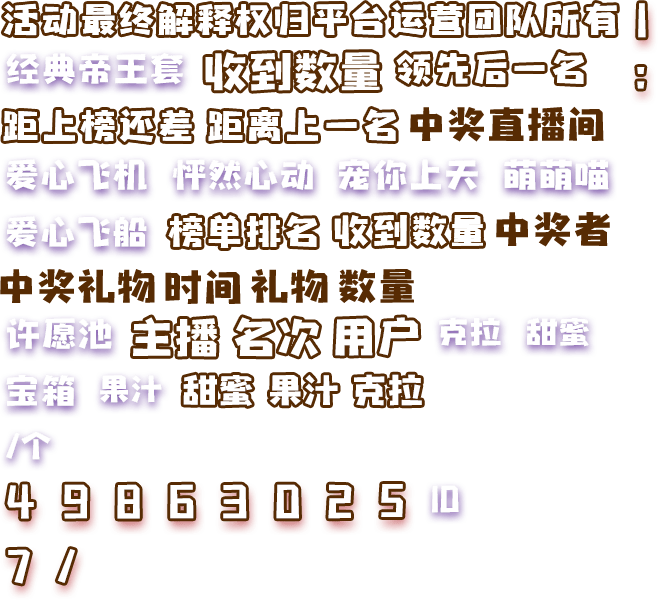 活动最终解释权归平台运营团队所有 |
经典帝王套 收到数量 领先后一名 :
距上榜还差 距离上一名 中奖直播间
爱心飞机 怦然心动 宠你上天 萌萌喵
爱心飞船 榜单排名 收到数量 中奖者
中奖礼物 时间 礼物 数量
许愿池 主播 名次 用户 克拉 甜蜜
宝箱 果汁 甜蜜 果汁 克拉
/个
4 9 8 6 3 0 2 5 10
7 /